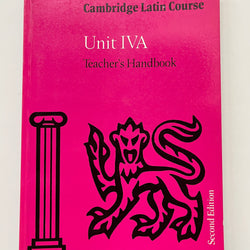 Cambridge Latin Course
Unit IVA
Teacher's Handbook
Second Edition